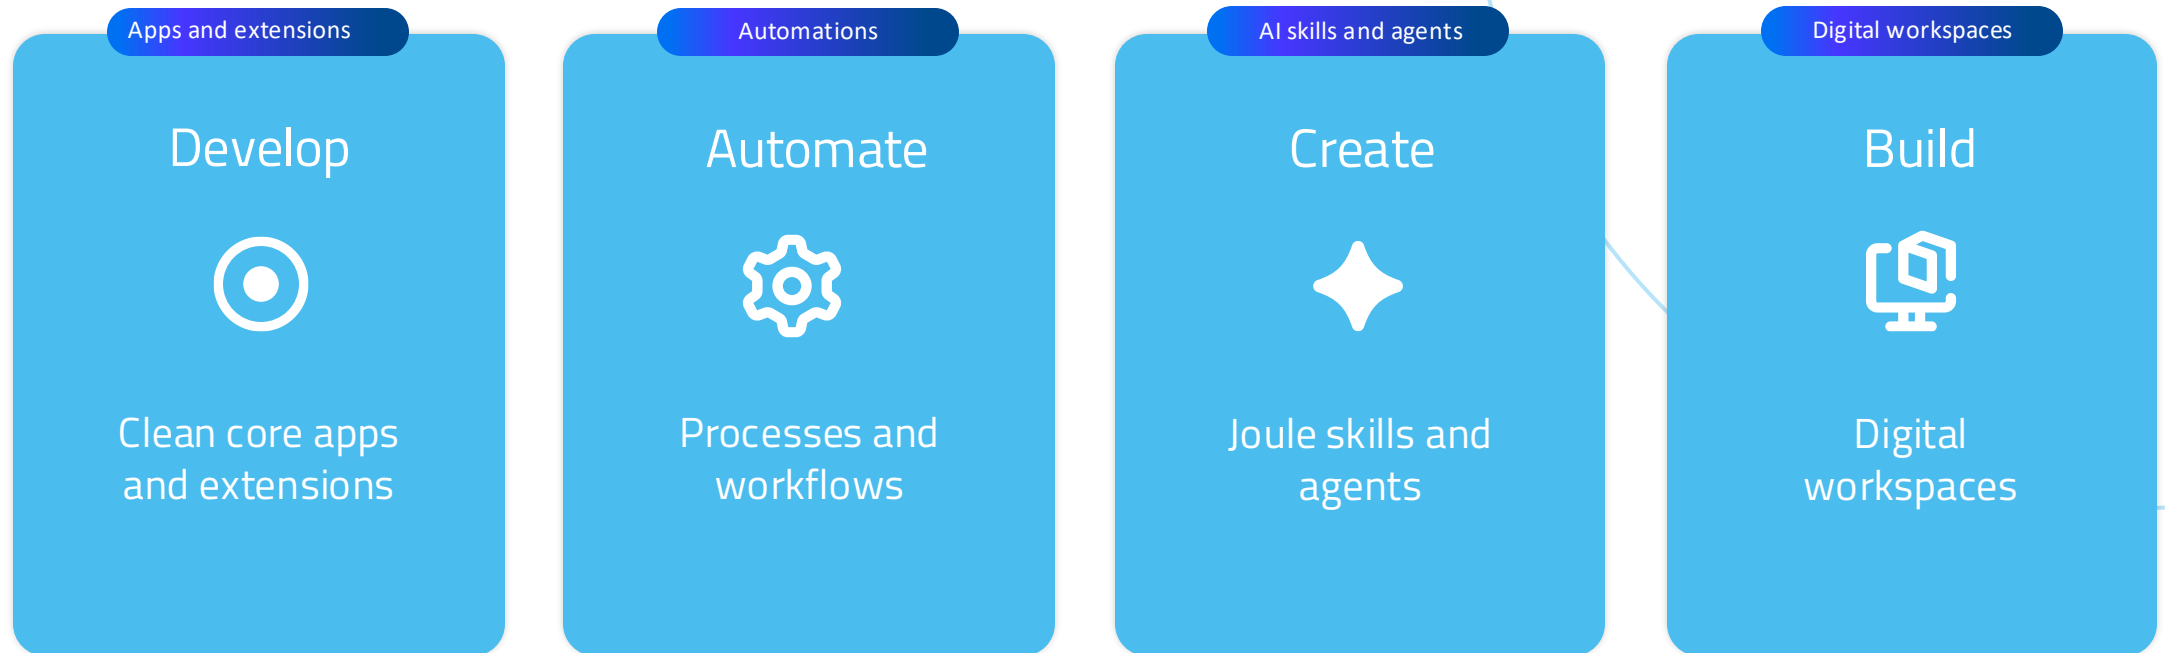 Apps and extensions
Develop
Clean core apps
and extensions
Automations
Automate
Processes and
workflows
AI skills and agents
Create
Joule skills and
agents
Digital workspaces
Build
Digital
workspaces